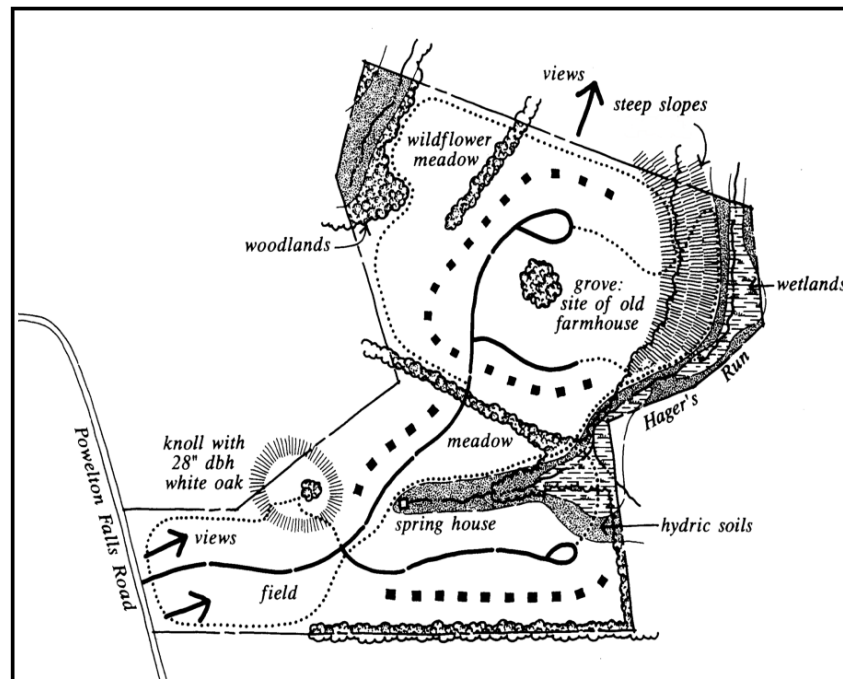 views
steep slopes
wildflower
meadow
woodlands
grove:
site of old
farmhouse
wetlands
Hager's
Run
Powelton Falls Road
knoll with
28" dbh
white oak
meadow
spring house
hydric soils
views
field